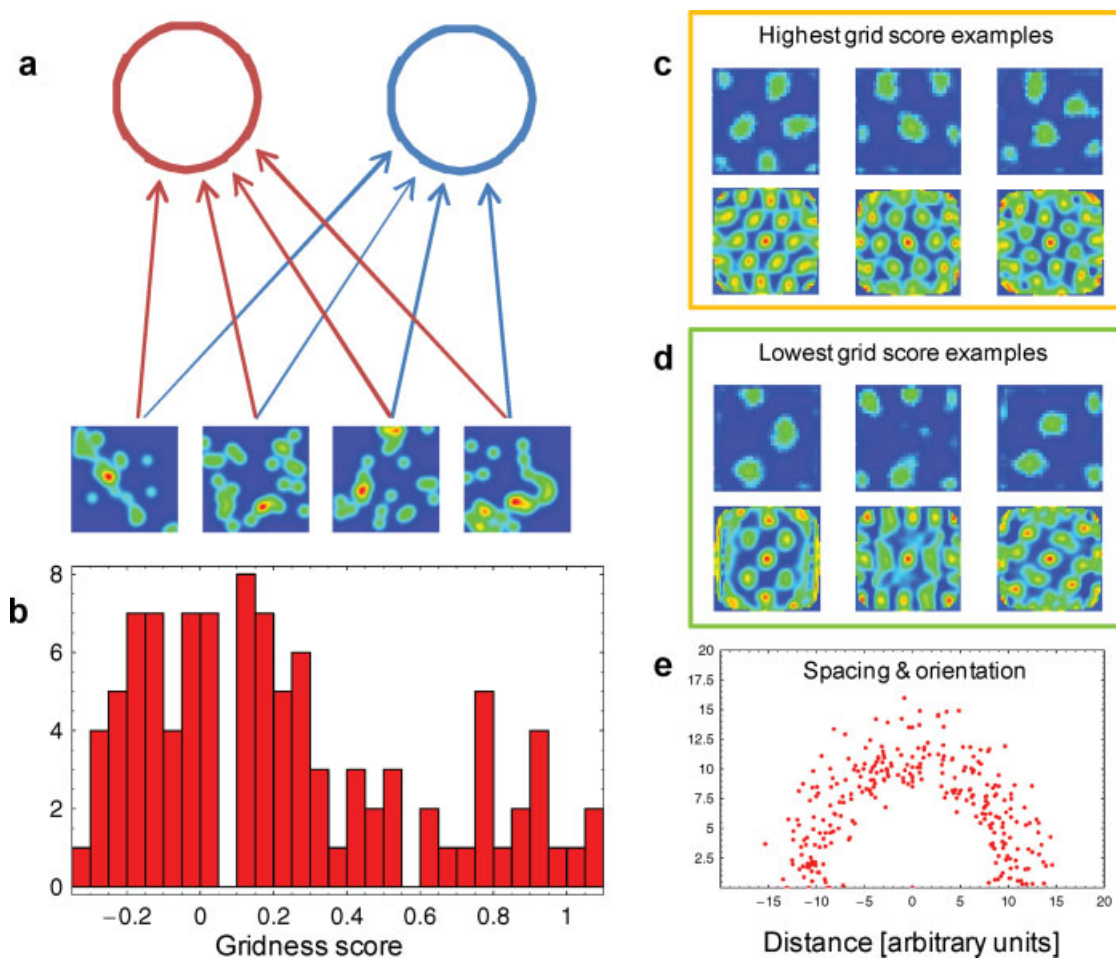 a
b
8
6
4
2
0
−0.2
0
0.2
0.4
0.6
0.8
1
Gridness score
c
Highest grid score examples
d
Lowest grid score examples
e
Spacing & orientation
20
17.5
15
12.5
10
7.5
5
2.5
−15
−10
−5
0
5
10
15
20
Distance [arbitrary units]